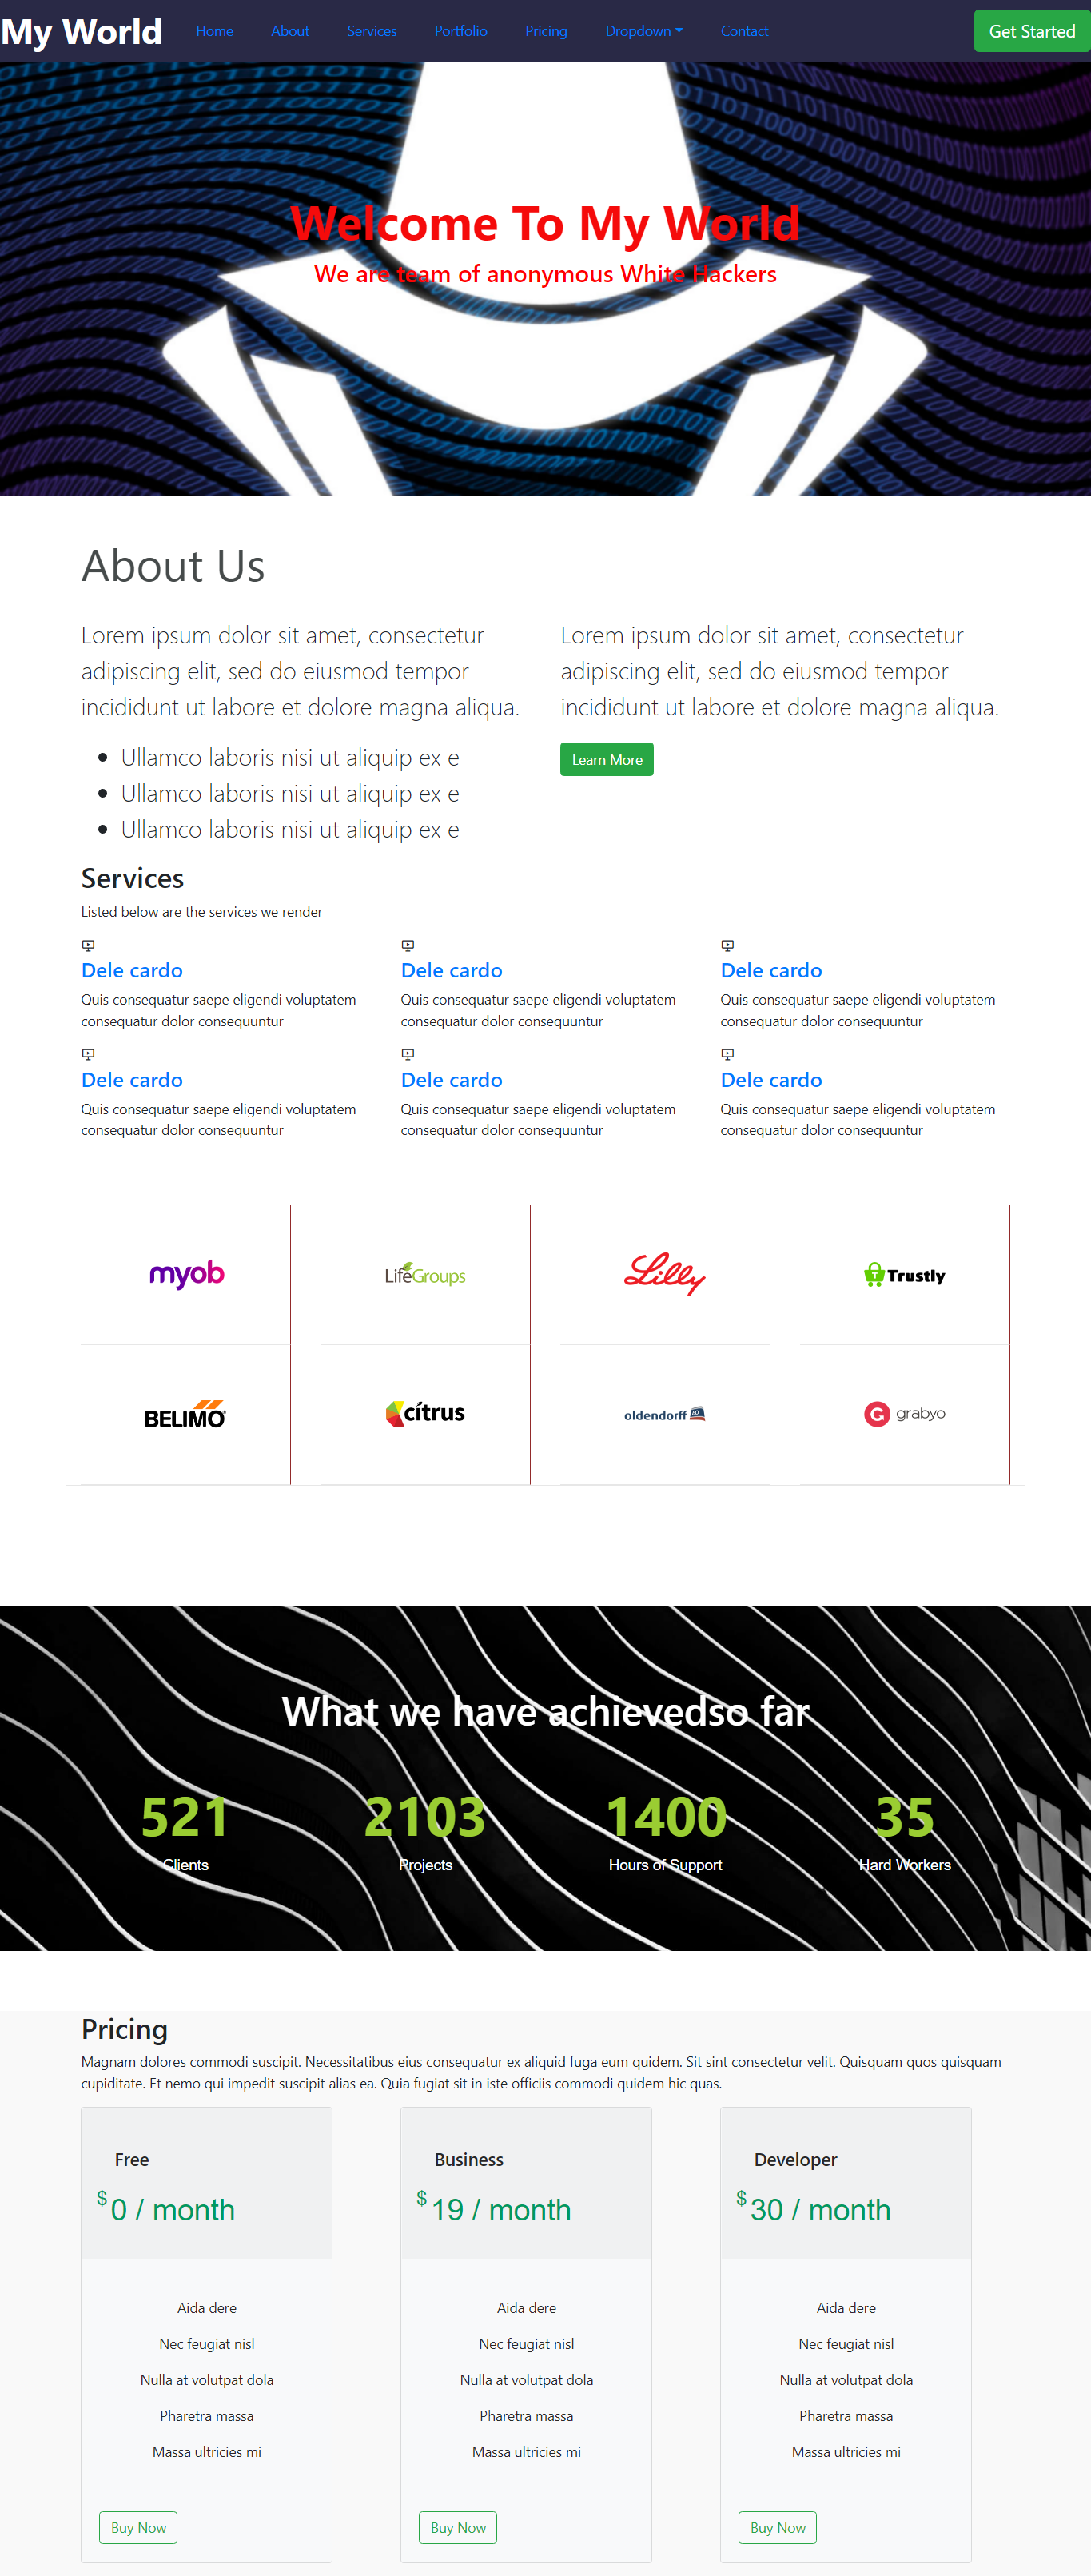 My World Home About Services Portfolio Pricing Dropdown Contact Get Started
Welcome To My World
We are team of anonymous White Hackers
About Us
Lorem ipsum dolor sit amet, consectetur
adipiscing elit, sed do eiusmod tempor
incididunt ut labore et dolore magna aliqua.
Ullamco laboris nisi ut aliquip ex e
Ullamco laboris nisi ut aliquip ex e
Ullamco laboris nisi ut aliquip ex e
Lorem ipsum dolor sit amet, consectetur
adipiscing elit, sed do eiusmod tempor
incididunt ut labore et dolore magna aliqua.
Learn More
Services
Listed below are the services we render
Dele cardo
Quis consequatur saepe eligendi voluptatem
consequatur dolor consequuntur
Dele cardo
Quis consequatur saepe eligendi voluptatem
consequatur dolor consequuntur
Dele cardo
Quis consequatur saepe eligendi voluptatem
consequatur dolor consequuntur
Dele cardo
Quis consequatur saepe eligendi voluptatem
consequatur dolor consequuntur
Dele cardo
Quis consequatur saepe eligendi voluptatem
consequatur dolor consequuntur
Dele cardo
Quis consequatur saepe eligendi voluptatem
consequatur dolor consequuntur
myob LifeGroups Lilly Trustly
BELIMO cítrus oldendorff grabyo
What we have achievedso far
521 2103 1400 35
Clients Projects Hours of Support Hard Workers
Pricing
Magnam dolores commodi suscipit. Necessitatibus eius consequatur ex aliquid fuga eum quidem. Sit sint consectetur velit. Quisquam quos quisquam
cupiditate. Et nemo qui impedit suscipit alias ea. Quia fugiat sit in iste officiis commodi quidem hic quas.
Free
$0 / month
Aida dere
Nec feugiat nisl
Nulla at volutpat dola
Pharetra massa
Massa ultricies mi
Buy Now
Business
$19 / month
Aida dere
Nec feugiat nisl
Nulla at volutpat dola
Pharetra massa
Massa ultricies mi
Buy Now
Developer
$30 / month
Aida dere
Nec feugiat nisl
Nulla at volutpat dola
Pharetra massa
Massa ultricies mi
Buy Now